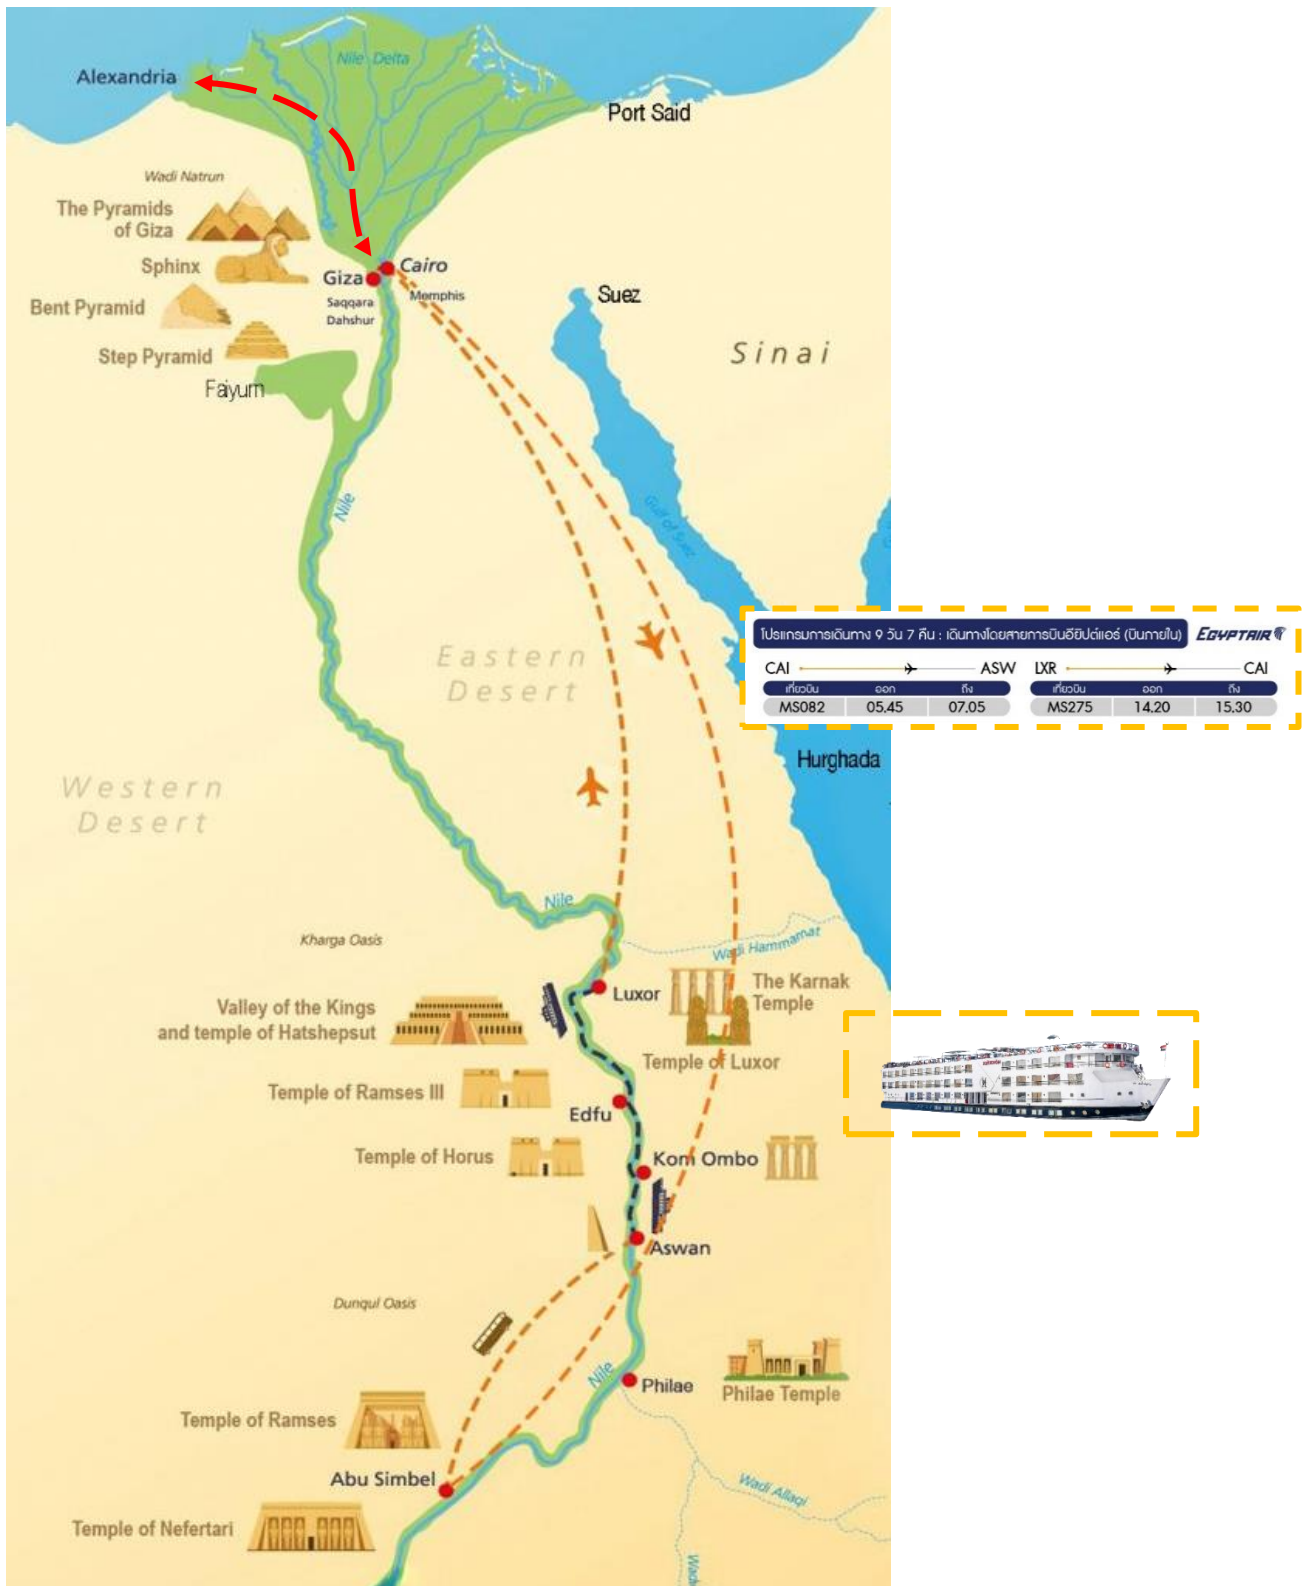 Nile Delta
Alexandria
Port Said
Wadi Natrun
The Pyramids
of Giza
Sphinx
Cairo
Giza
Bent Pyramid
Saqqara
Memphis
Dahshur
Suez
Step Pyramid
Sinai
Faiyum
Nile
Gulf of Suez
Eastern
Desert
โปรแกรมการเดินทาง 9 วัน 7 คืน : เดินทางโดยสายการบินอียิปต์แอร์ (บินภายใน)
EGYPTAIR
CAI ASW LXR CAI
เที่ยวบิน ออก ถึง เที่ยวบิน ออก ถึง
MS082 05.45 07.05 MS275 14.20 15.30
Hurghada
Western
Desert
Nile
Kharga Oasis
Wadi Hammamat
Valley of the Kings
and temple of Hatshepsut
Luxor
The Karnak
Temple
Temple of Luxor
Temple of Ramses III
Edfu
Temple of Horus
Kom Ombo
Aswan
Dunqul Oasis
Nile
Philae
Philae Temple
Temple of Ramses
Abu Simbel
Wadi Allaqi
Temple of Nefertari